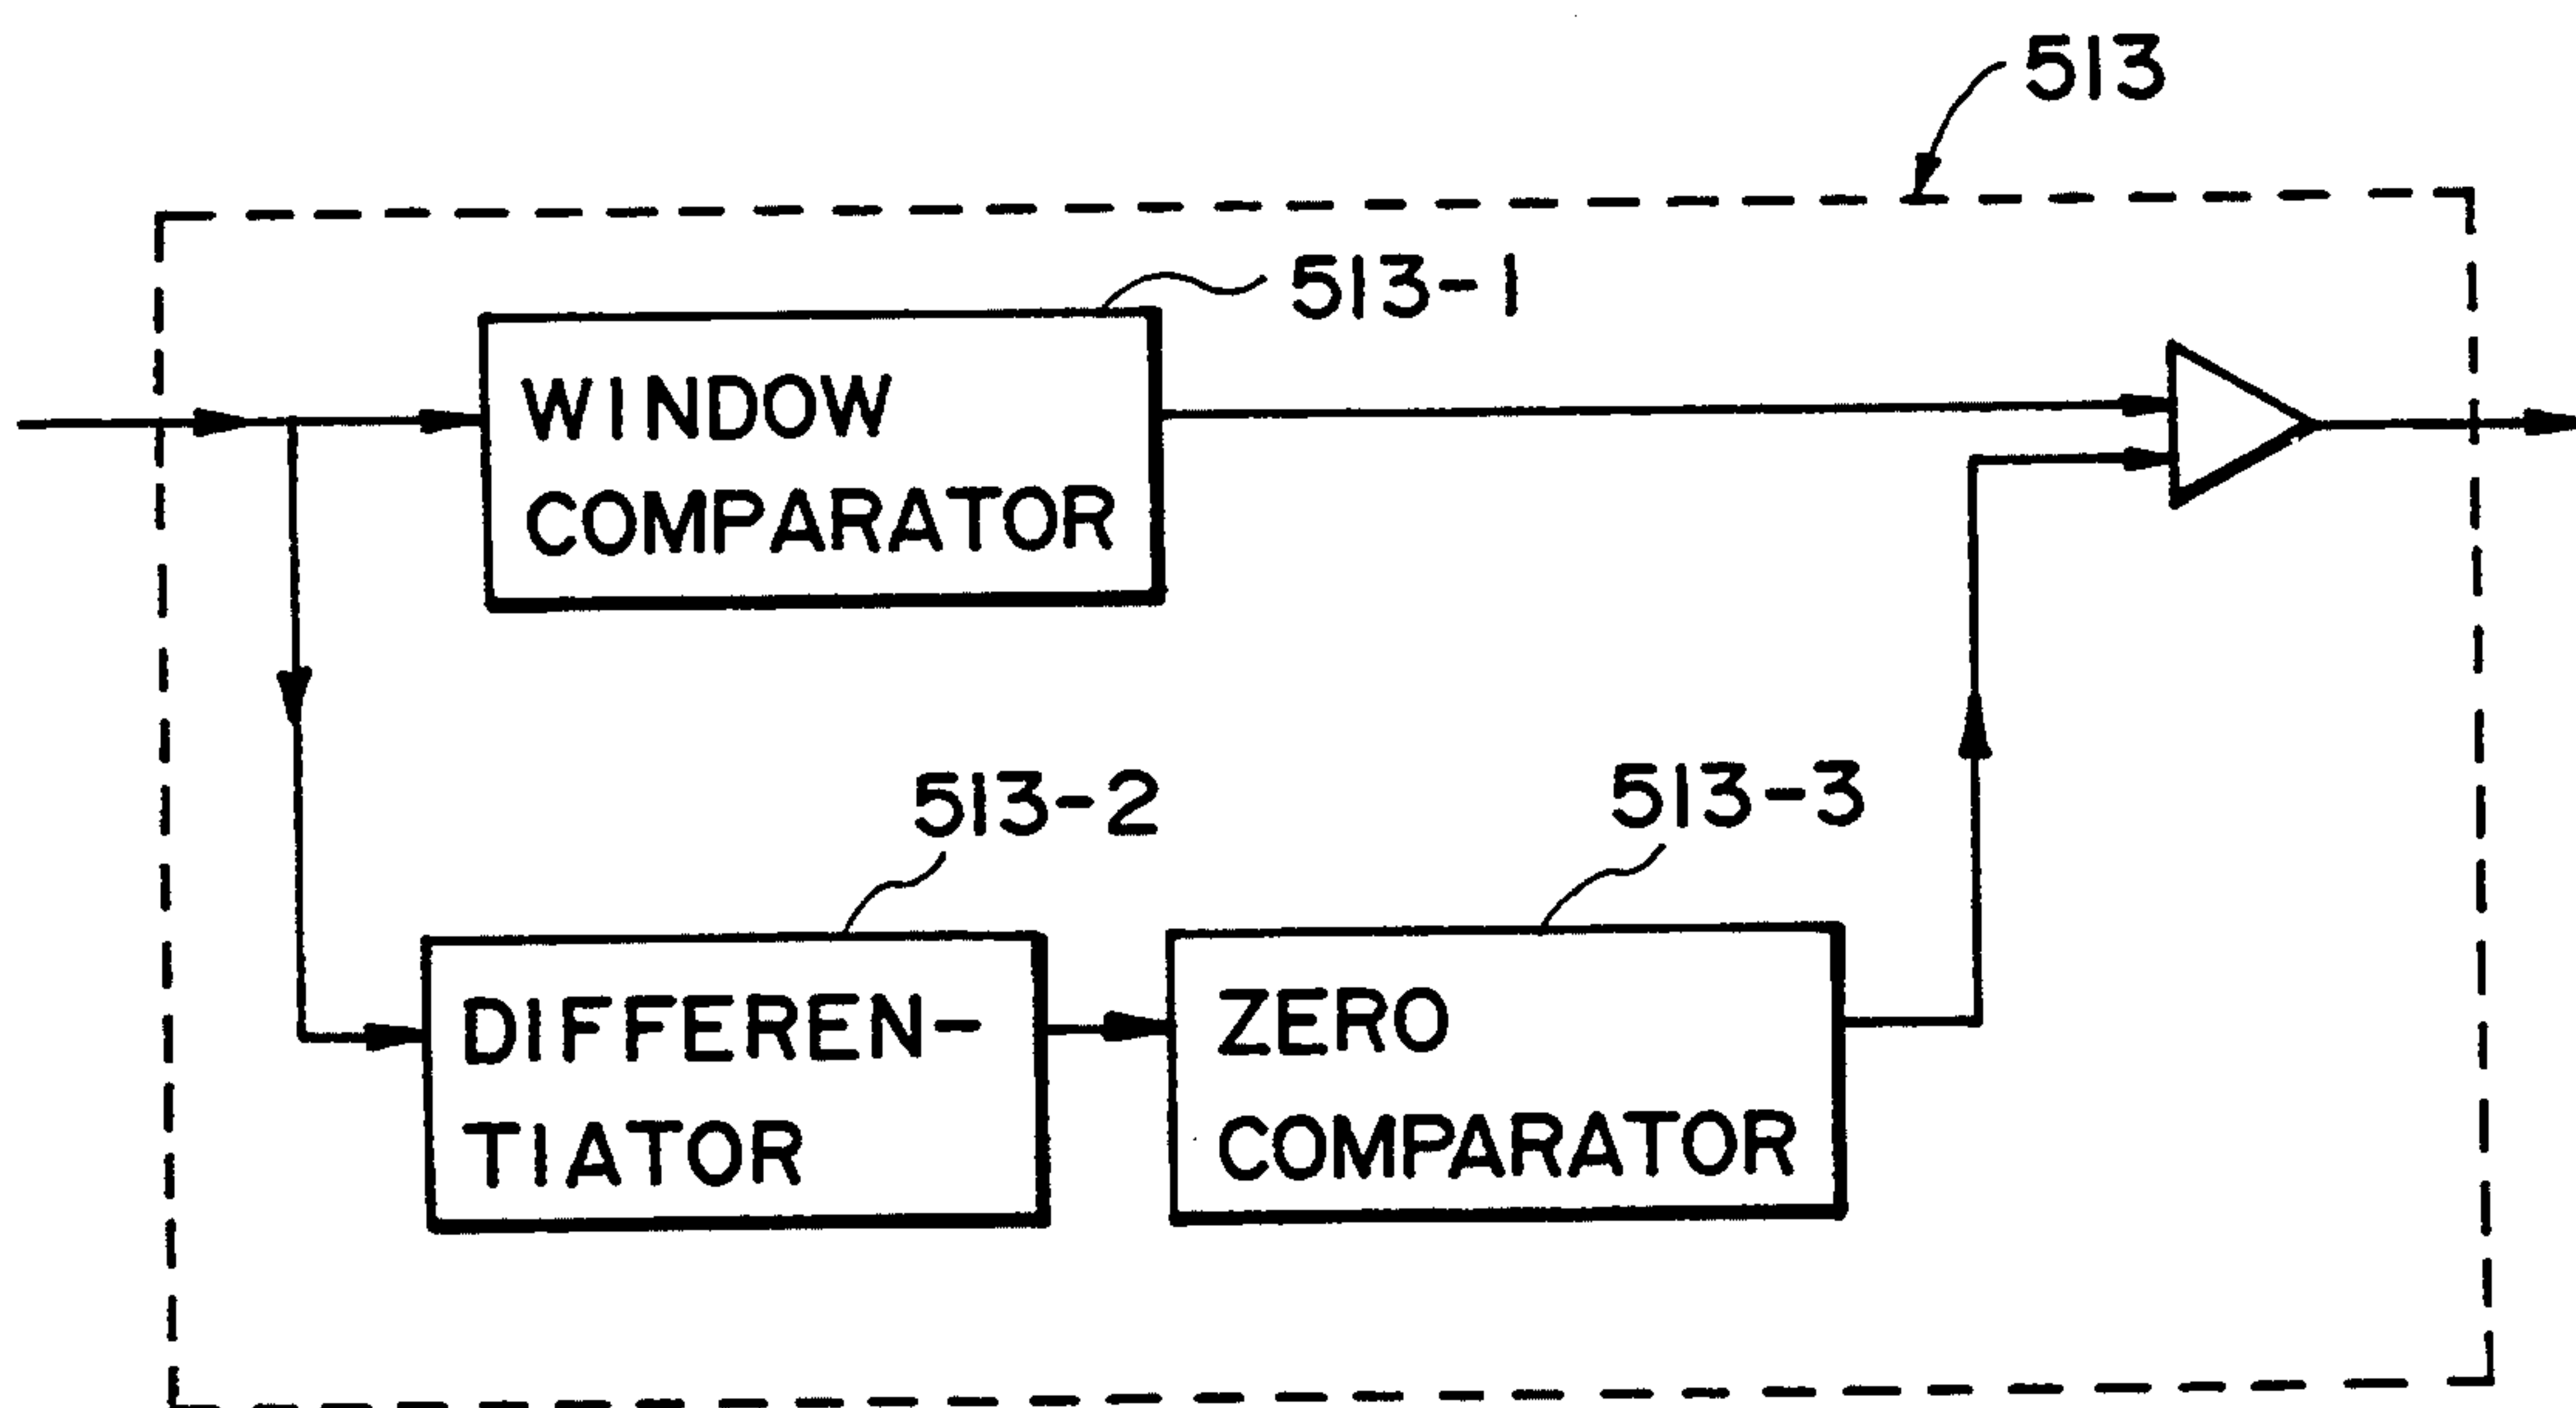 513
513-1
WINDOW
COMPARATOR
513-2
513-3
DIFFEREN-
TIATOR
ZERO
COMPARATOR